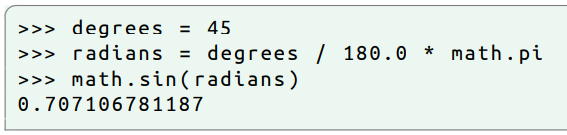 >>> degrees = 45
>>> radians = degrees / 180.0 * math.pi
>>> math.sin(radians)
0.707106781187